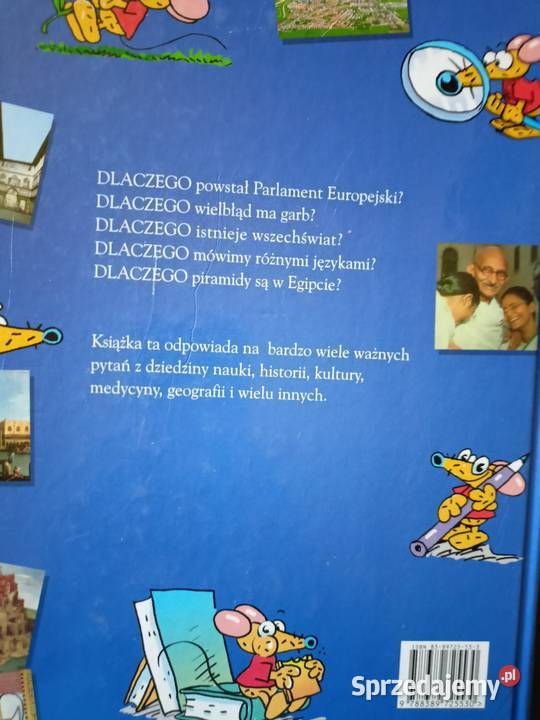 DLACZEGO powstał Parlament Europejski?
DLACZEGO wielbłąd ma garb?
DLACZEGO istnieje wszechświat?
DLACZEGO mówimy różnymi językami?
DLACZEGO piramidy są w Egipcie?
Książka ta odpowiada na bardzo wiele ważnych
pytań z dziedziny nauki, historii, kultury,
medycyny, geografii i wielu innych.
Sprzedajemy.pl